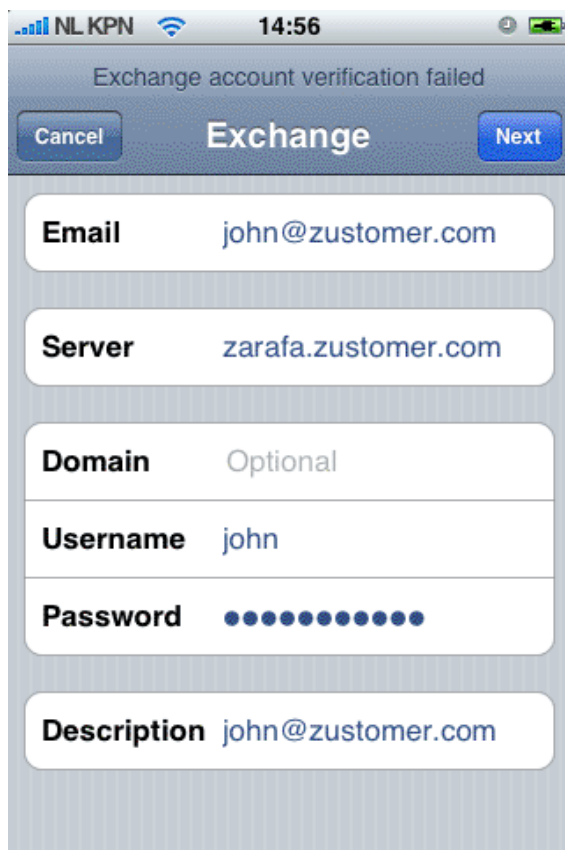 NL KPN 14:56
Exchange account verification failed
Cancel Exchange Next
Email john@zustomer.com
Server zarafa.zustomer.com
Domain Optional
Username john
Password ●●●●●●●●●●●
Description john@zustomer.com